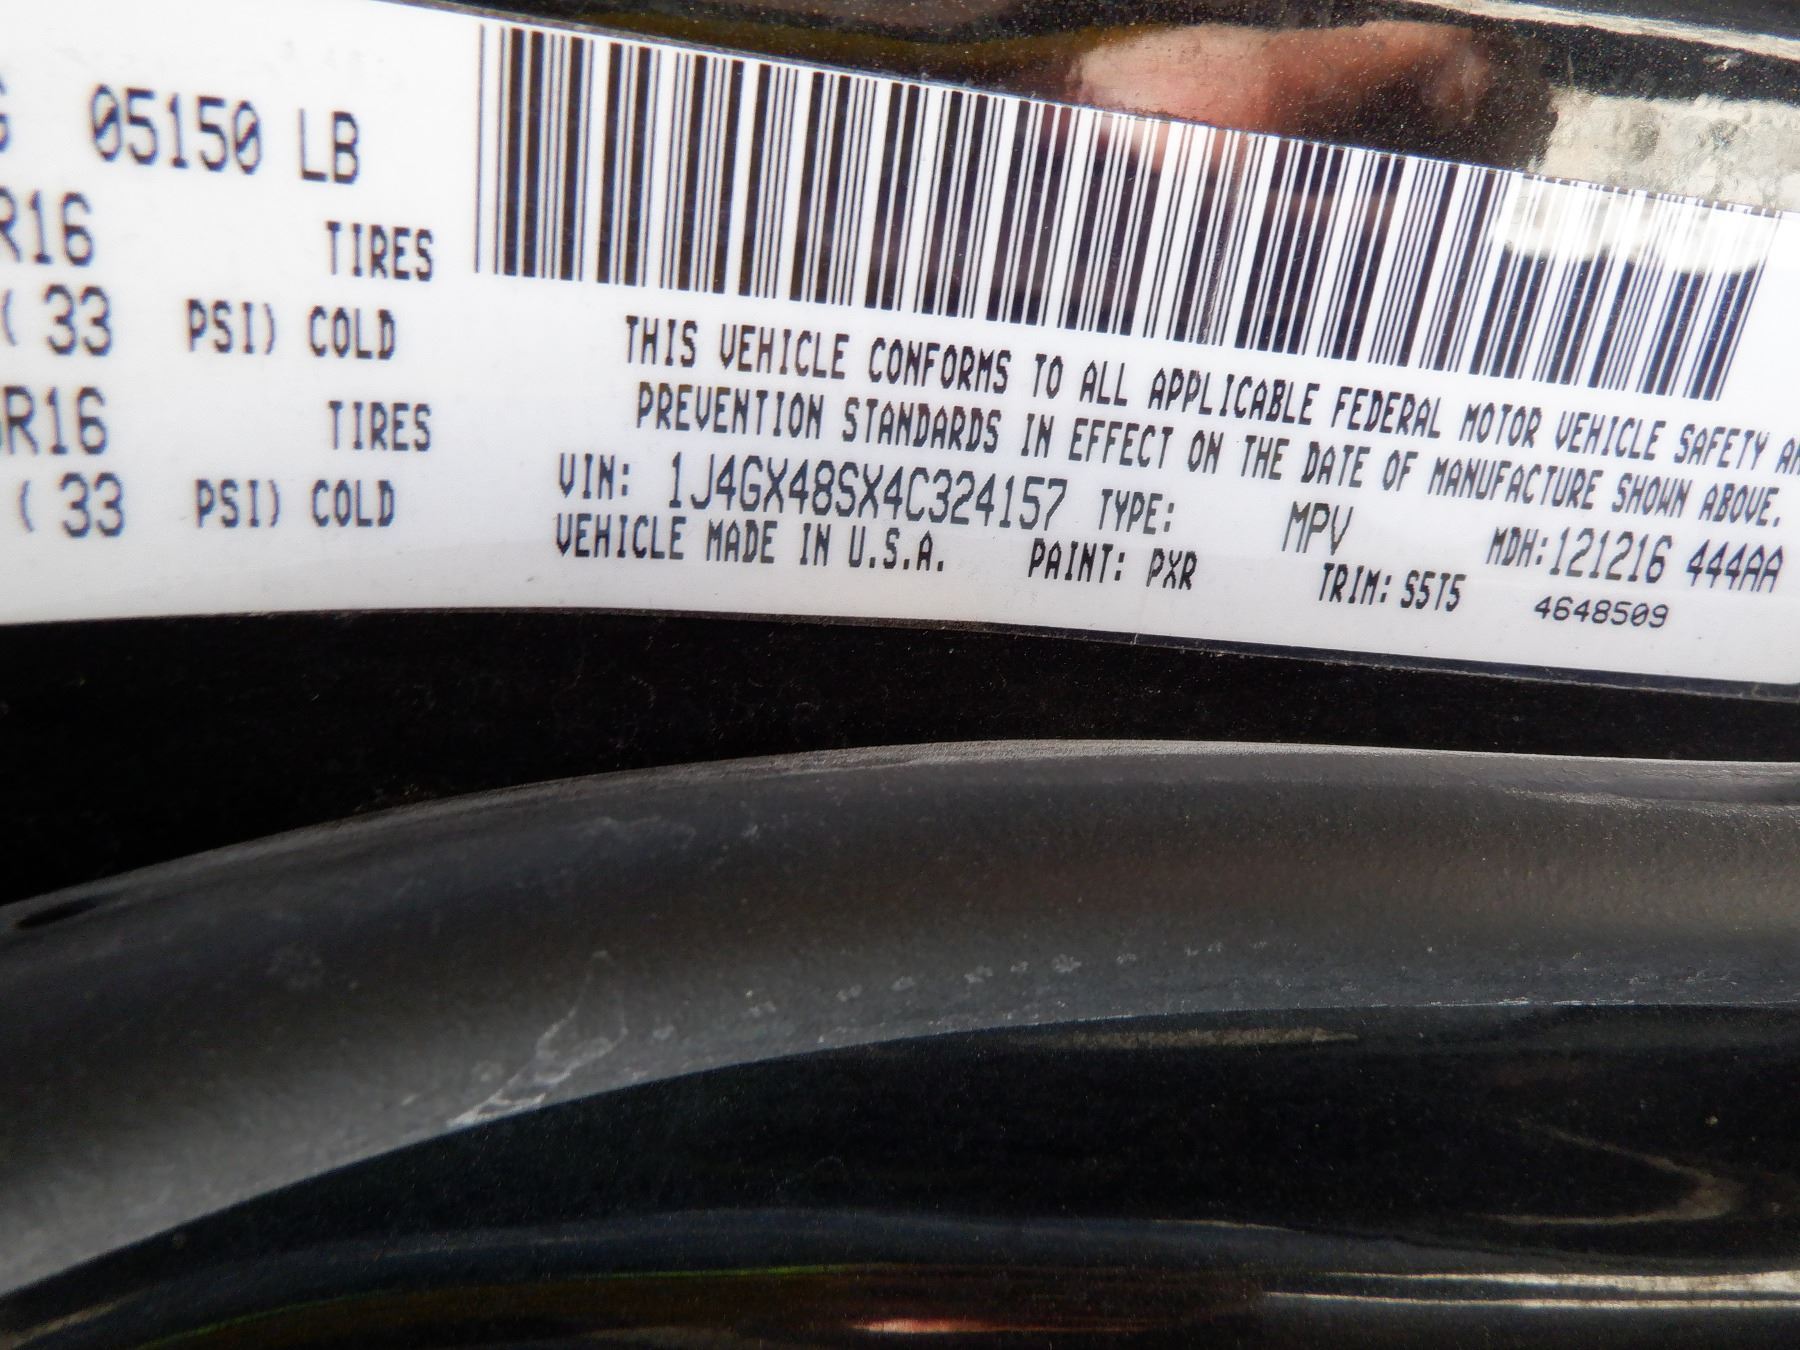 05150 LB
R16 TIRES
( 33 PSI) COLD
R16 TIRES
( 33 PSI) COLD
THIS VEHICLE CONFORMS TO ALL APPLICABLE FEDERAL MOTOR VEHICLE SAFETY
PREVENTION STANDARDS IN EFFECT ON THE DATE OF MANUFACTURE SHOWN ABOVE.
VIN: 1J4GX48SX4C324157 TYPE: MPV MDH:121216 444AA
VEHICLE MADE IN U.S.A. PAINT: PXR TRIM: S5T5 4648509